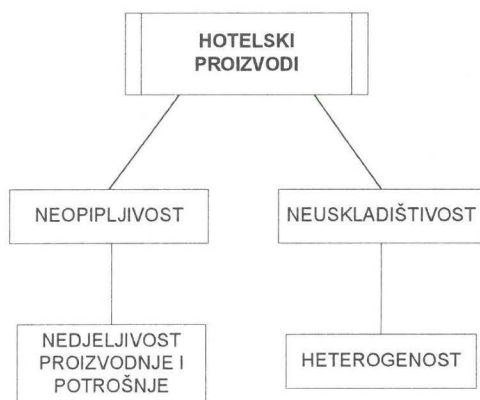 HOTELSKI
PROIZVODI
NEOPIPLJIVOST
NEUSKLADIŠTIVOST
NEDJELJIVOST
PROIZVODNJE I
POTROŠNJE
HETEROGENOST